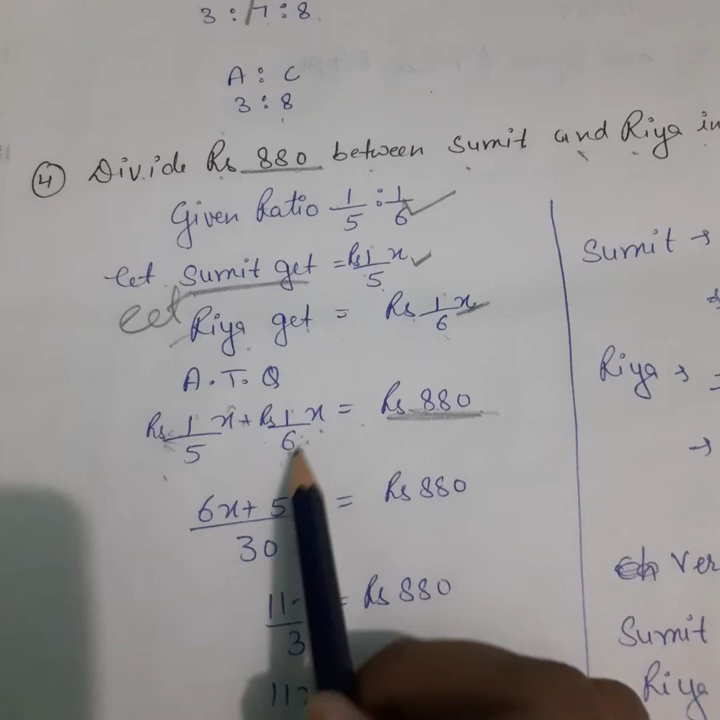 3 : 7 : 8
A : C
3 : 8
④ Divide Rs 880 between Sumit and Riya in
Given Ratio 1/5 : 1/6
let Sumit get = Rs 1/5 x
let Riya get = Rs 1/6 x
A.T.Q
Rs 1/5 x + Rs 1/6 x = Rs 880
6x + 5 / 30 = Rs 880
11 / 3 = Rs 880
11
Sumit →
Riya →
→
Ver
Sumit
Riya